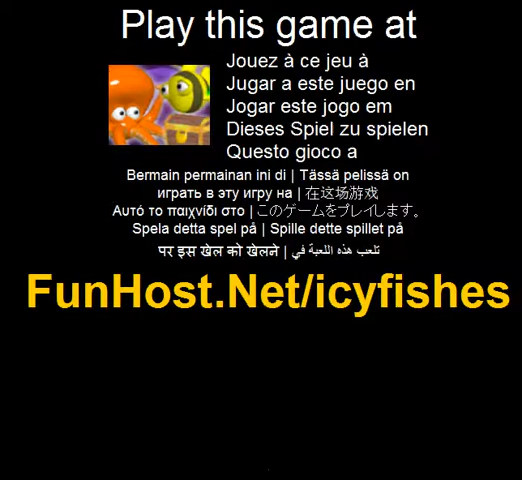 Play this game at
Jouez à ce jeu à
Jugar a este juego en
Jogar este jogo em
Dieses Spiel zu spielen
Questo gioco a
Bermain permainan ini di | Tässä pelissä on
играть в эту игру на | 在这场游戏
Αυτό το παιχνίδι στο | このゲームをプレイします。
Spela detta spel på | Spille dette spillet på
पर इस खेल को खेलने | تلعب هذه اللعبة في
FunHost.Net/icyfishes